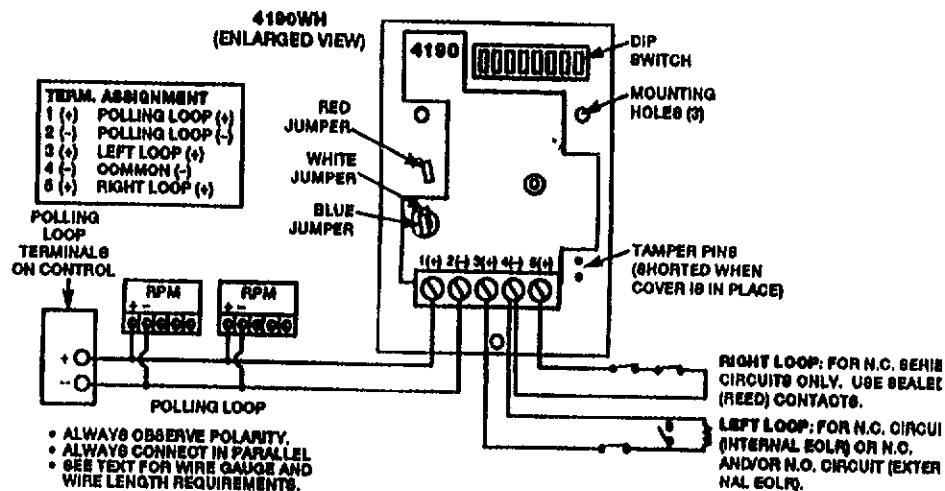 4190WH
(ENLARGED VIEW)
4190
DIP
SWITCH
MOUNTING
HOLES (3)
TERM. ASSIGNMENT
1 (+) POLLING LOOP (+)
2 (-) POLLING LOOP (-)
3 (+) LEFT LOOP (+)
4 (-) COMMON (-)
5 (+) RIGHT LOOP (+)
RED
JUMPER
WHITE
JUMPER
BLUE
JUMPER
POLLING
LOOP
TERMINALS
ON CONTROL
RPM
+ -
RPM
+ -
1(+) 2(-) 3(+) 4(-) 5(+)
TAMPER PINS
(SHORTED WHEN
COVER IS IN PLACE)
+
-
POLLING LOOP
• ALWAYS OBSERVE POLARITY.
• ALWAYS CONNECT IN PARALLEL
• SEE TEXT FOR WIRE GAUGE AND
WIRE LENGTH REQUIREMENTS.
RIGHT LOOP: FOR N.C. SERIE
CIRCUITS ONLY. USE SEALED
(REED) CONTACTS.
LEFT LOOP: FOR N.C. CIRCUI
(INTERNAL EOLR) OR N.C.
AND/OR N.O. CIRCUIT (EXTER
NAL EOLR).